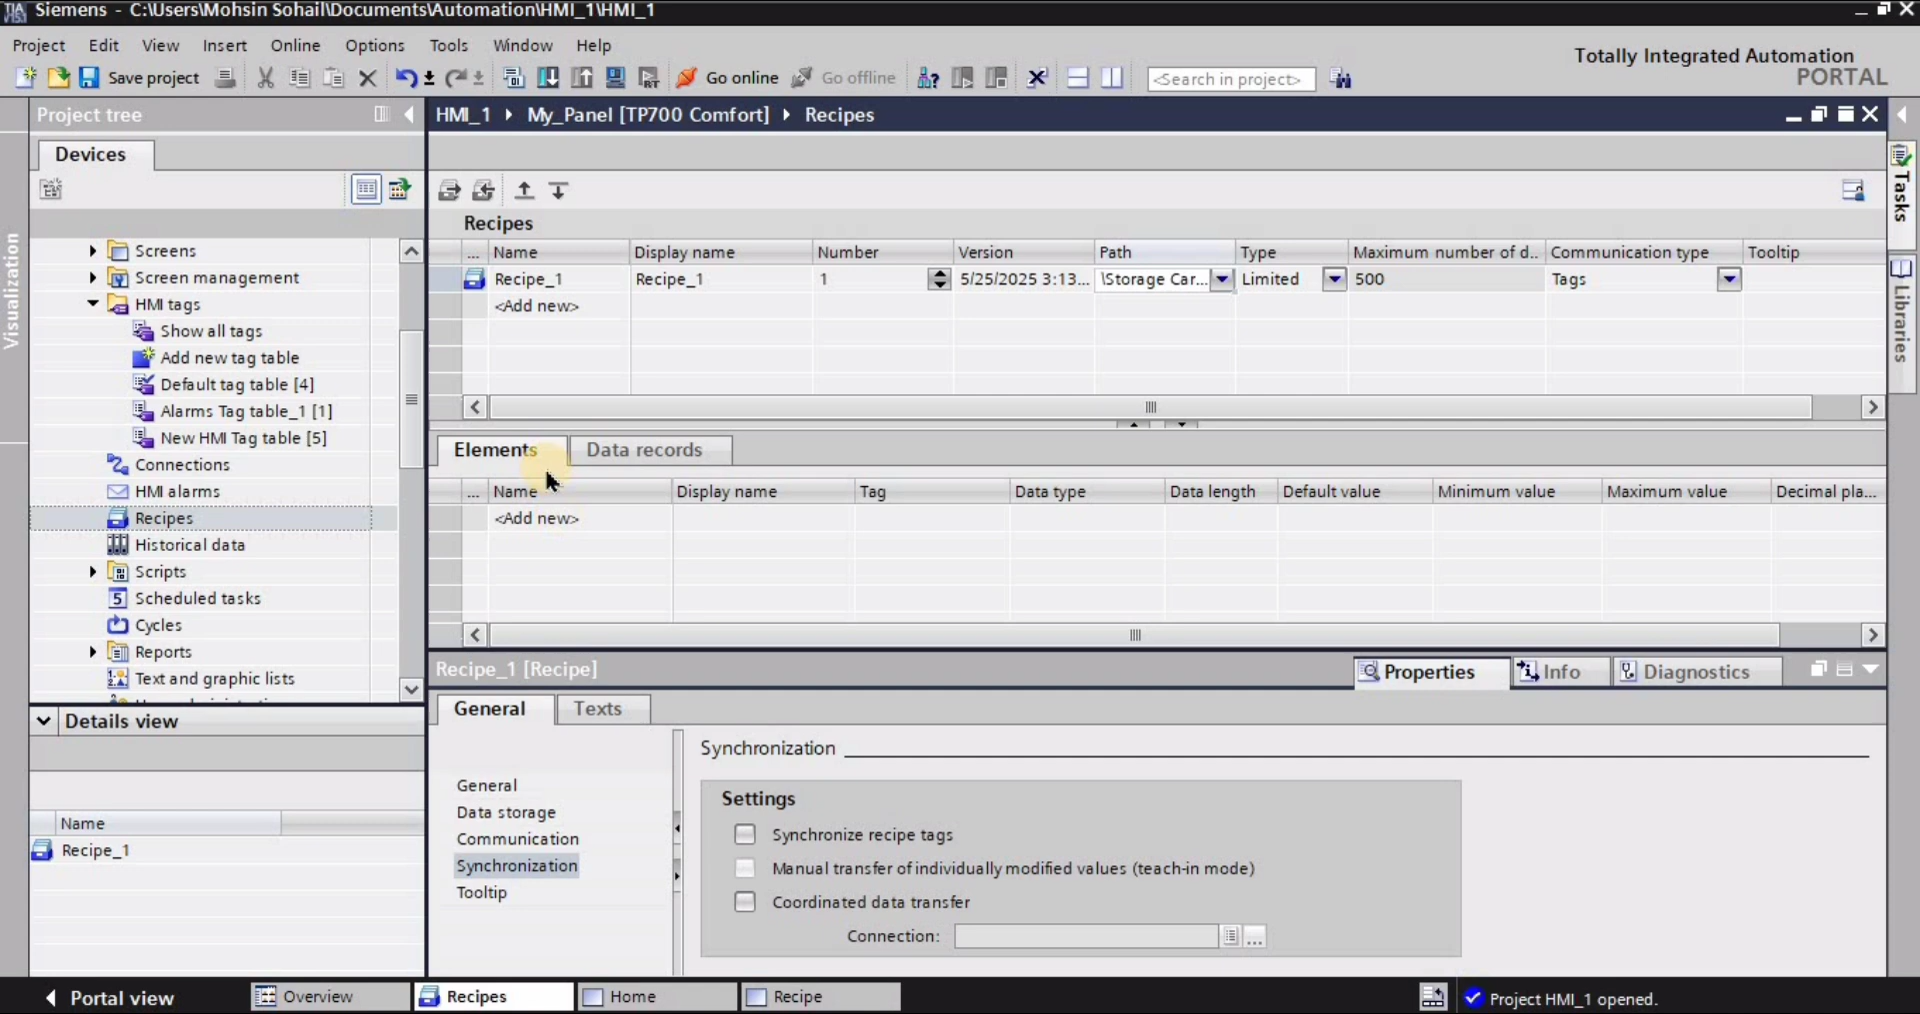 Siemens - C:\Users\Mohsin Sohail\Documents\Automation\HMI_1\HMI_1
Project Edit View Insert Online Options Tools Window Help
Totally Integrated Automation
PORTAL
Save project
Go online
Go offline
<Search in project>
Project tree
HMI_1 My_Panel [TP700 Comfort] Recipes
Devices
Visualization
Tasks
Libraries
Screens
Screen management
HMI tags
Show all tags
Add new tag table
Default tag table [4]
Alarms Tag table_1 [1]
New HMI Tag table [5]
Connections
HMI alarms
Recipes
Historical data
Scripts
Scheduled tasks
Cycles
Reports
Text and graphic lists
Details view
Name
Recipe_1
Recipes
... Name Display name Number Version Path Type Maximum number of d.. Communication type Tooltip
Recipe_1 Recipe_1 1 5/25/2025 3:13... \Storage Car... Limited 500 Tags
<Add new>
Elements Data records
... Name Display name Tag Data type Data length Default value Minimum value Maximum value Decimal pla...
<Add new>
Recipe_1 [Recipe]
Properties Info Diagnostics
General Texts
General
Data storage
Communication
Synchronization
Tooltip
Synchronization
Settings
Synchronize recipe tags
Manual transfer of individually modified values (teach-in mode)
Coordinated data transfer
Connection:
...
Portal view Overview Recipes Home Recipe Project HMI_1 opened.